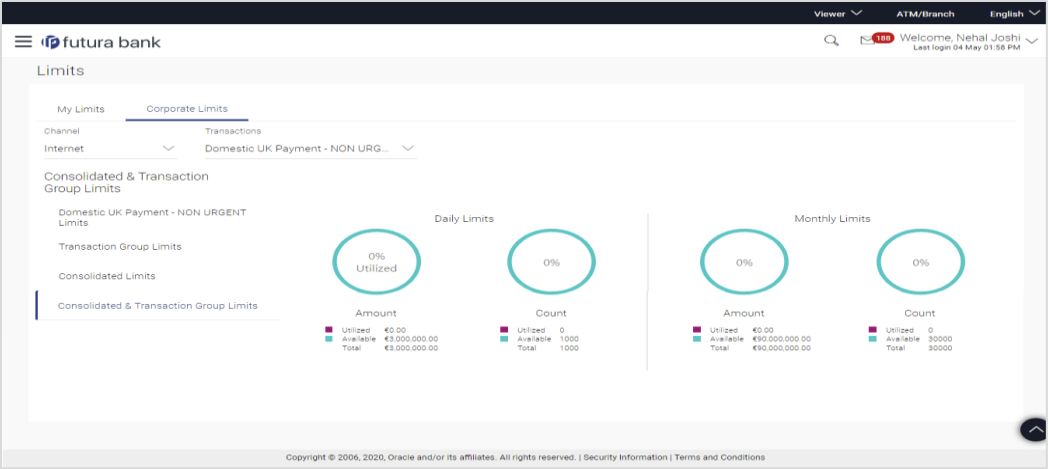 Viewer ATM/Branch English
futura bank
188
Welcome, Nehal Joshi
Last login 04 May 01:58 PM
Limits
My Limits Corporate Limits
Channel Transactions
Internet Domestic UK Payment - NON URG...
Consolidated & Transaction
Group Limits
Domestic UK Payment - NON URGENT
Limits
Transaction Group Limits
Consolidated Limits
Consolidated & Transaction Group Limits
Daily Limits
0%
Utilized
Amount
Utilized €0.00
Available €3,000,000.00
Total €3,000,000.00
0%
Count
Utilized 0
Available 1000
Total 1000
Monthly Limits
0%
Amount
Utilized €0.00
Available €90,000,000.00
Total €90,000,000.00
0%
Count
Utilized 0
Available 30000
Total 30000
Copyright © 2006, 2020, Oracle and/or its affiliates. All rights reserved. | Security Information | Terms and Conditions